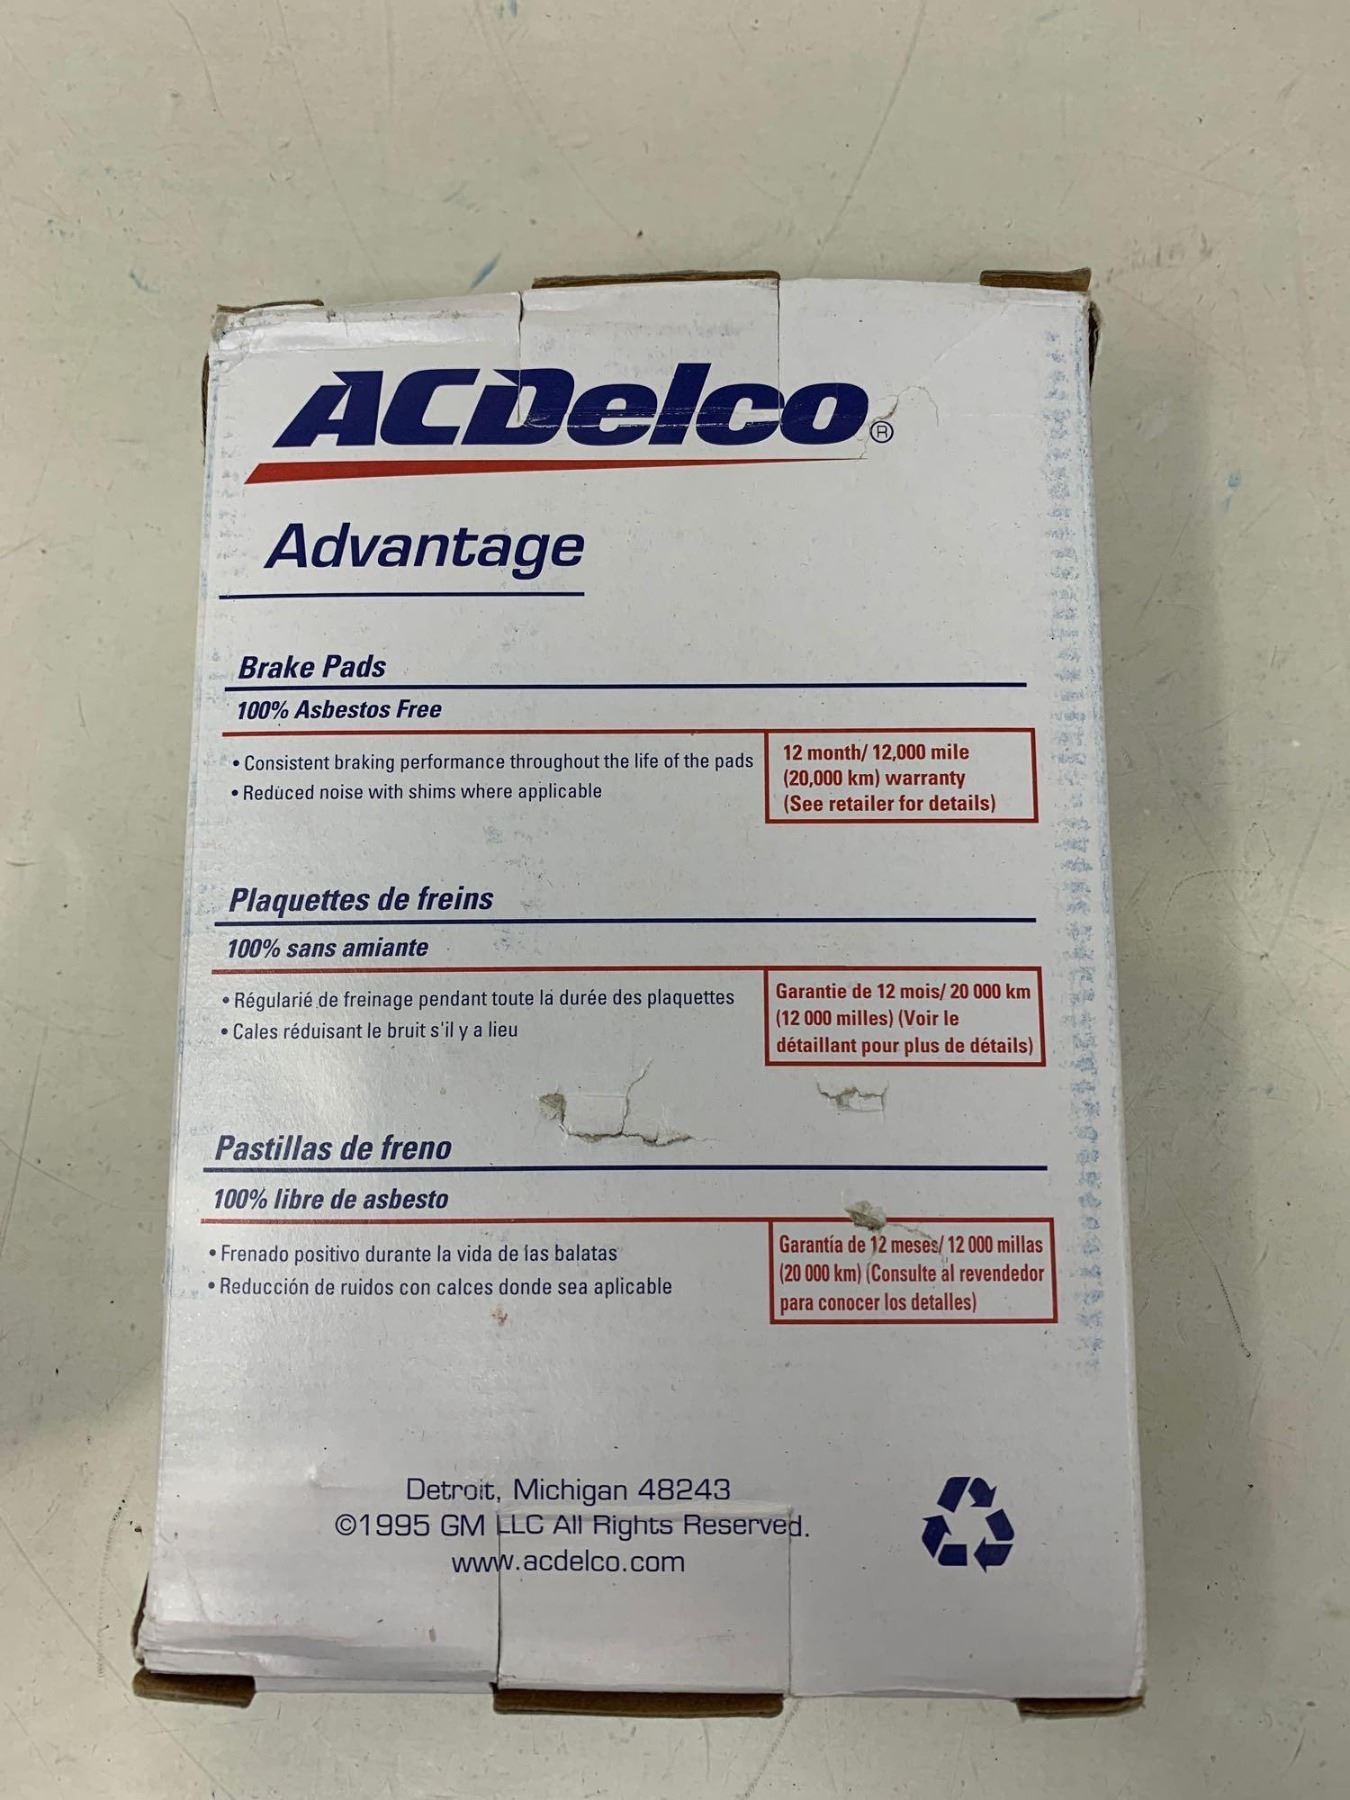 ACDelco®
Advantage
Brake Pads
100% Asbestos Free
• Consistent braking performance throughout the life of the pads
• Reduced noise with shims where applicable
12 month/ 12,000 mile
(20,000 km) warranty
(See retailer for details)
Plaquettes de freins
100% sans amiante
• Régularié de freinage pendant toute la durée des plaquettes
• Cales réduisant le bruit s'il y a lieu
Garantie de 12 mois/ 20 000 km
(12 000 milles) (Voir le
détaillant pour plus de détails)
Pastillas de freno
100% libre de asbesto
• Frenado positivo durante la vida de las balatas
• Reducción de ruidos con calces donde sea aplicable
Garantía de 12 meses/ 12 000 millas
(20 000 km) (Consulte al revendedor
para conocer los detalles)
Detroit, Michigan 48243
©1995 GM LLC All Rights Reserved.
www.acdelco.com